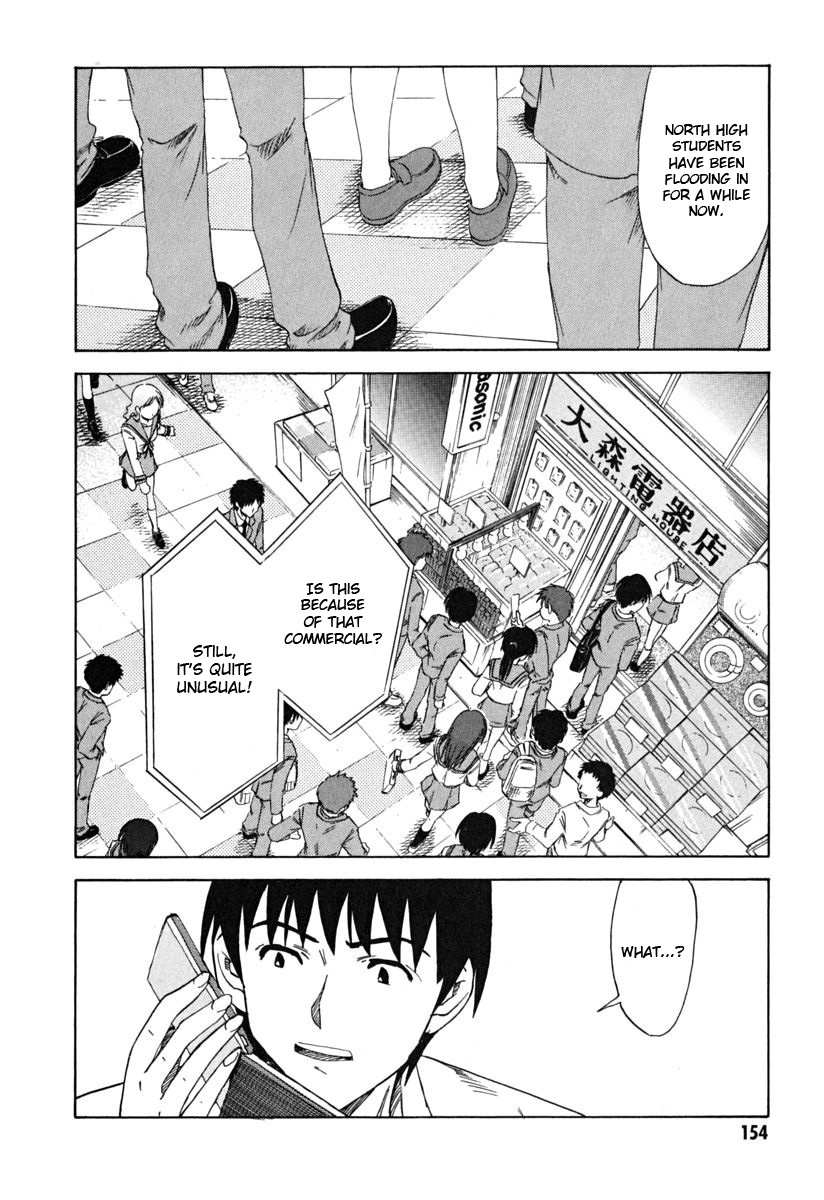 NORTH HIGH
STUDENTS
HAVE BEEN
FLOODING IN
FOR A WHILE
NOW.
asonic
大森電器店
LIGHTING HOUSE
IS THIS
BECAUSE
OF THAT
COMMERCIAL?
STILL,
IT'S QUITE
UNUSUAL!
WHAT...?
154